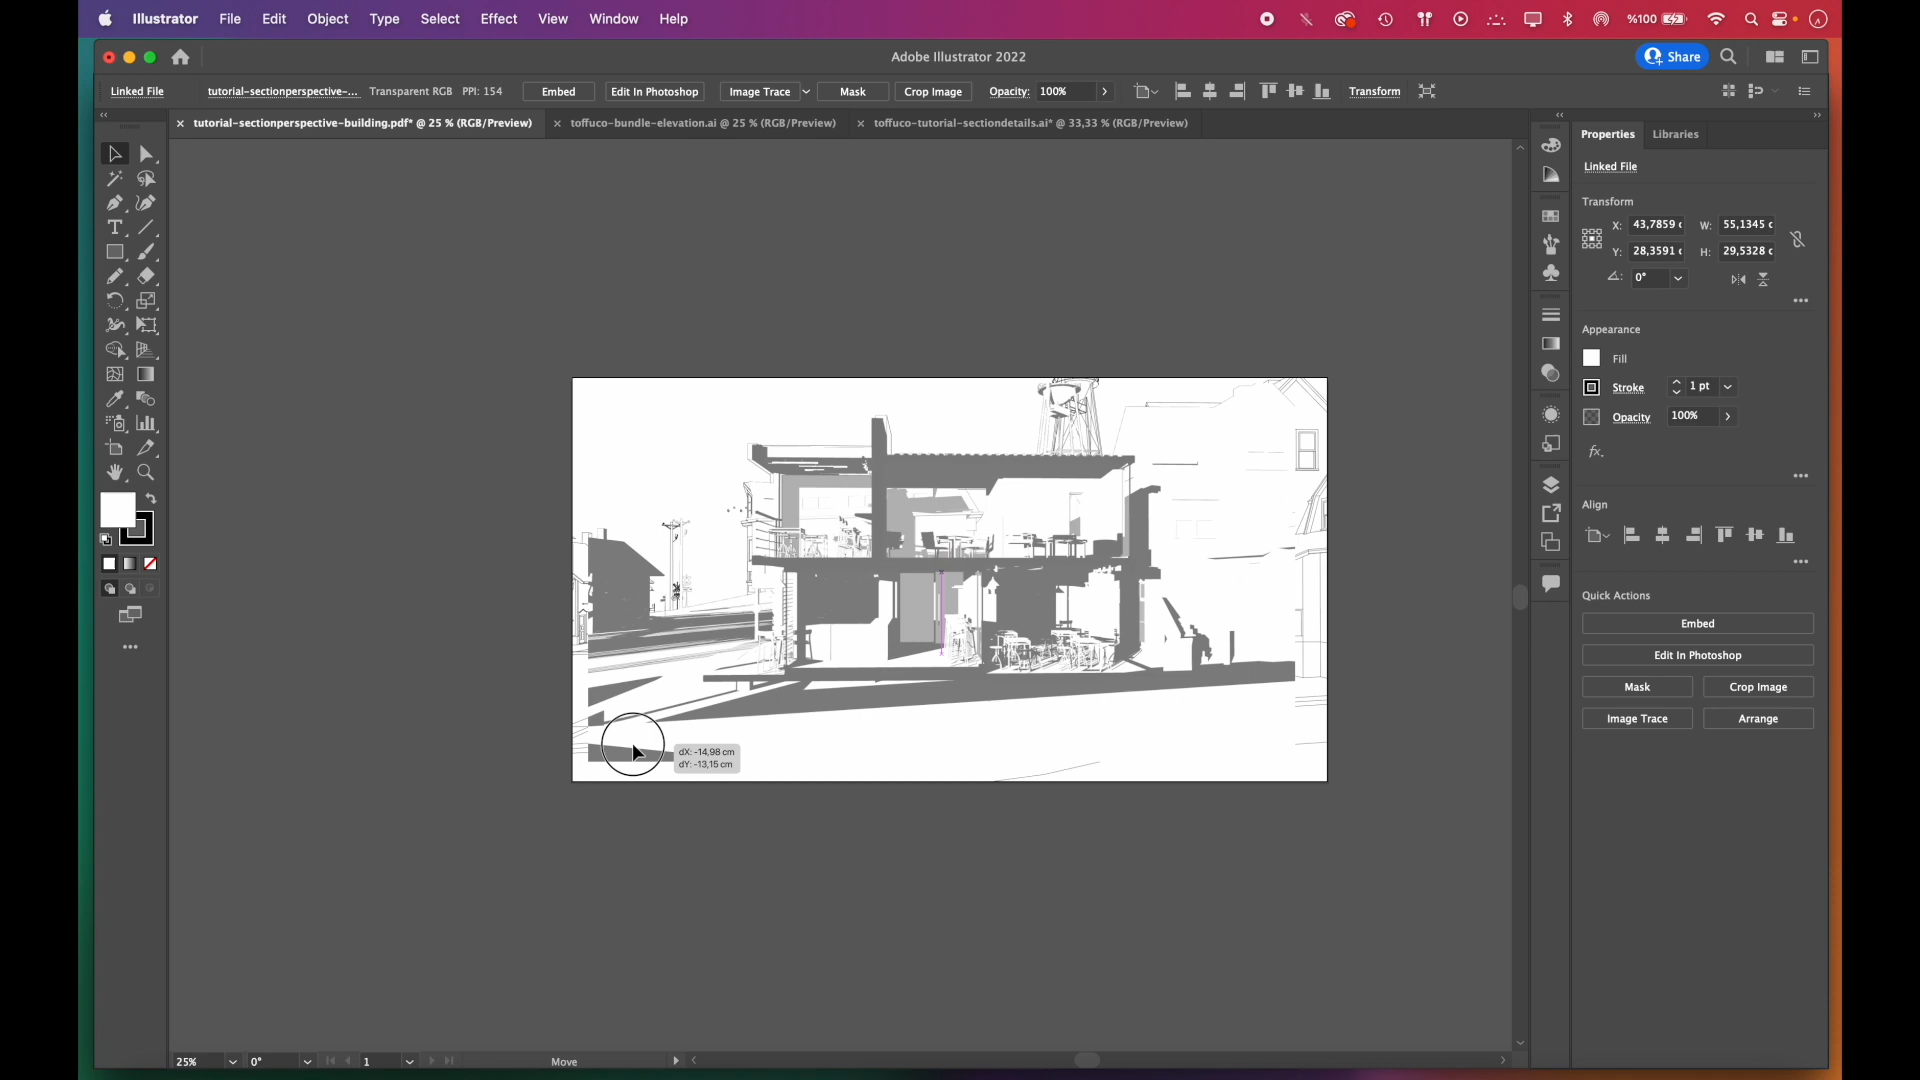 Illustrator File Edit Object Type Select Effect View Window Help %100
Adobe Illustrator 2022
Share
Linked File tutorial-sectionperspective-... Transparent RGB PPI: 154 Embed Edit In Photoshop Image Trace Mask Crop Image Opacity: 100% Transform
tutorial-sectionperspective-building.pdf* @ 25 % (RGB/Preview) toffuco-bundle-elevation.ai @ 25 % (RGB/Preview) toffuco-tutorial-sectiondetails.ai* @ 33,33 % (RGB/Preview)
Properties Libraries
Linked File
Transform
X: 43,7859 c W: 55,1345 c
Y: 28,3591 c H: 29,5328 c
0°
Appearance
Fill
Stroke 1 pt
Opacity 100%
fx.
Align
Quick Actions
Embed
Edit In Photoshop
Mask Crop Image
Image Trace Arrange
dX: -14,98 cm
dY: -13,15 cm
25% 0° 1 Move